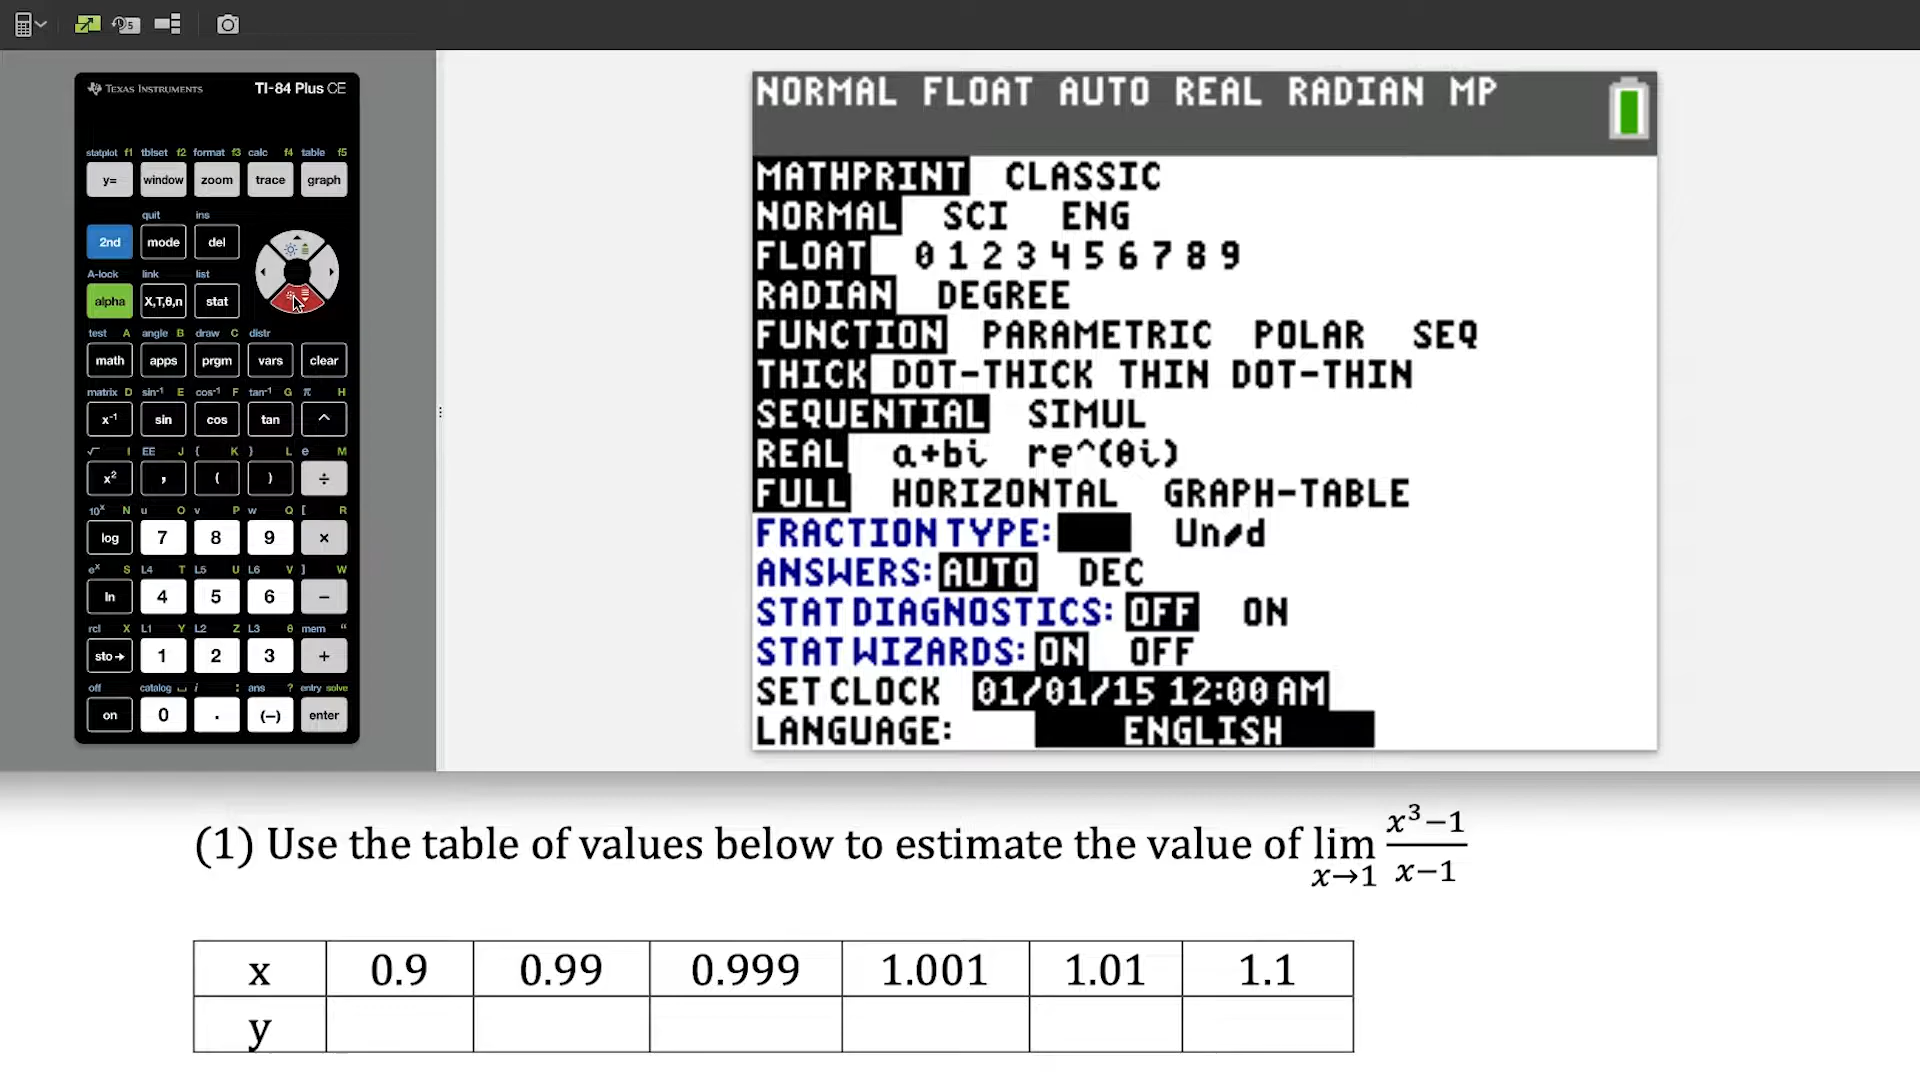 TEXAS INSTRUMENTS TI-84 Plus CE
statplot f1 tblset f2 format f3 calc f4 table f5
y= window zoom trace graph
quit ins
2nd mode del
A-lock link list
alpha X,T,θ,n stat
test A angle B draw C distr
math apps prgm vars clear
matrix D sin⁻¹ E cos⁻¹ F tan⁻¹ G π H
x⁻¹ sin cos tan ^
√ I EE J { K } L e M
x² , ( ) ÷
10ˣ N u O v P w Q [ R
log 7 8 9 ×
eˣ S L4 T L5 U L6 V ] W
ln 4 5 6 −
rcl X L1 Y L2 Z L3 θ mem "
sto→ 1 2 3 +
off catalog ␣ i : ans ? entry solve
on 0 . (−) enter
NORMAL FLOAT AUTO REAL RADIAN MP
MATHPRINT CLASSIC
NORMAL SCI ENG
FLOAT 0 1 2 3 4 5 6 7 8 9
RADIAN DEGREE
FUNCTION PARAMETRIC POLAR SEQ
THICK DOT-THICK THIN DOT-THIN
SEQUENTIAL SIMUL
REAL a+bi re^(θi)
FULL HORIZONTAL GRAPH-TABLE
FRACTION TYPE: Un/d
ANSWERS: AUTO DEC
STAT DIAGNOSTICS: OFF ON
STAT WIZARDS: ON OFF
SET CLOCK 01/01/15 12:00 AM
LANGUAGE: ENGLISH
(1) Use the table of values below to estimate the value of lim x→1 (x³−1)/(x−1)
x 0.9 0.99 0.999 1.001 1.01 1.1
y